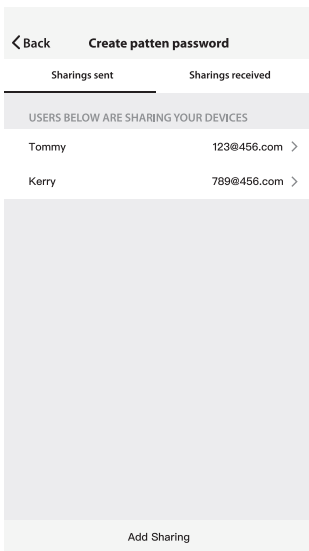 Back Create patten password
Sharings sent Sharings received
USERS BELOW ARE SHARING YOUR DEVICES
Tommy 123@456.com >
Kerry 789@456.com >
Add Sharing